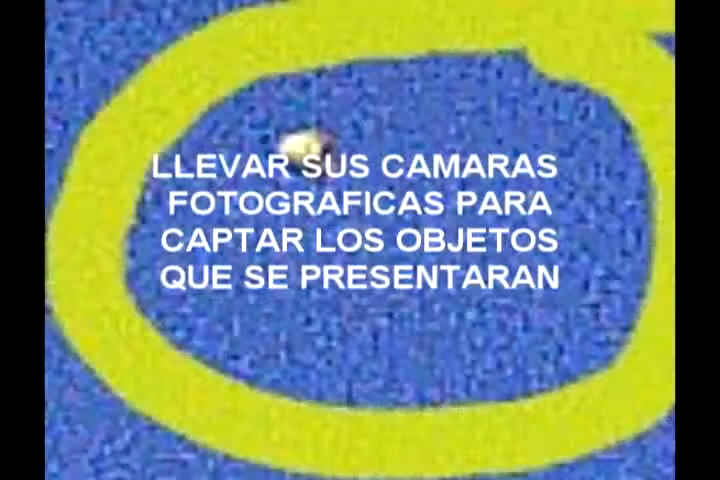 LLEVAR SUS CAMARAS
FOTOGRAFICAS PARA
CAPTAR LOS OBJETOS
QUE SE PRESENTARAN